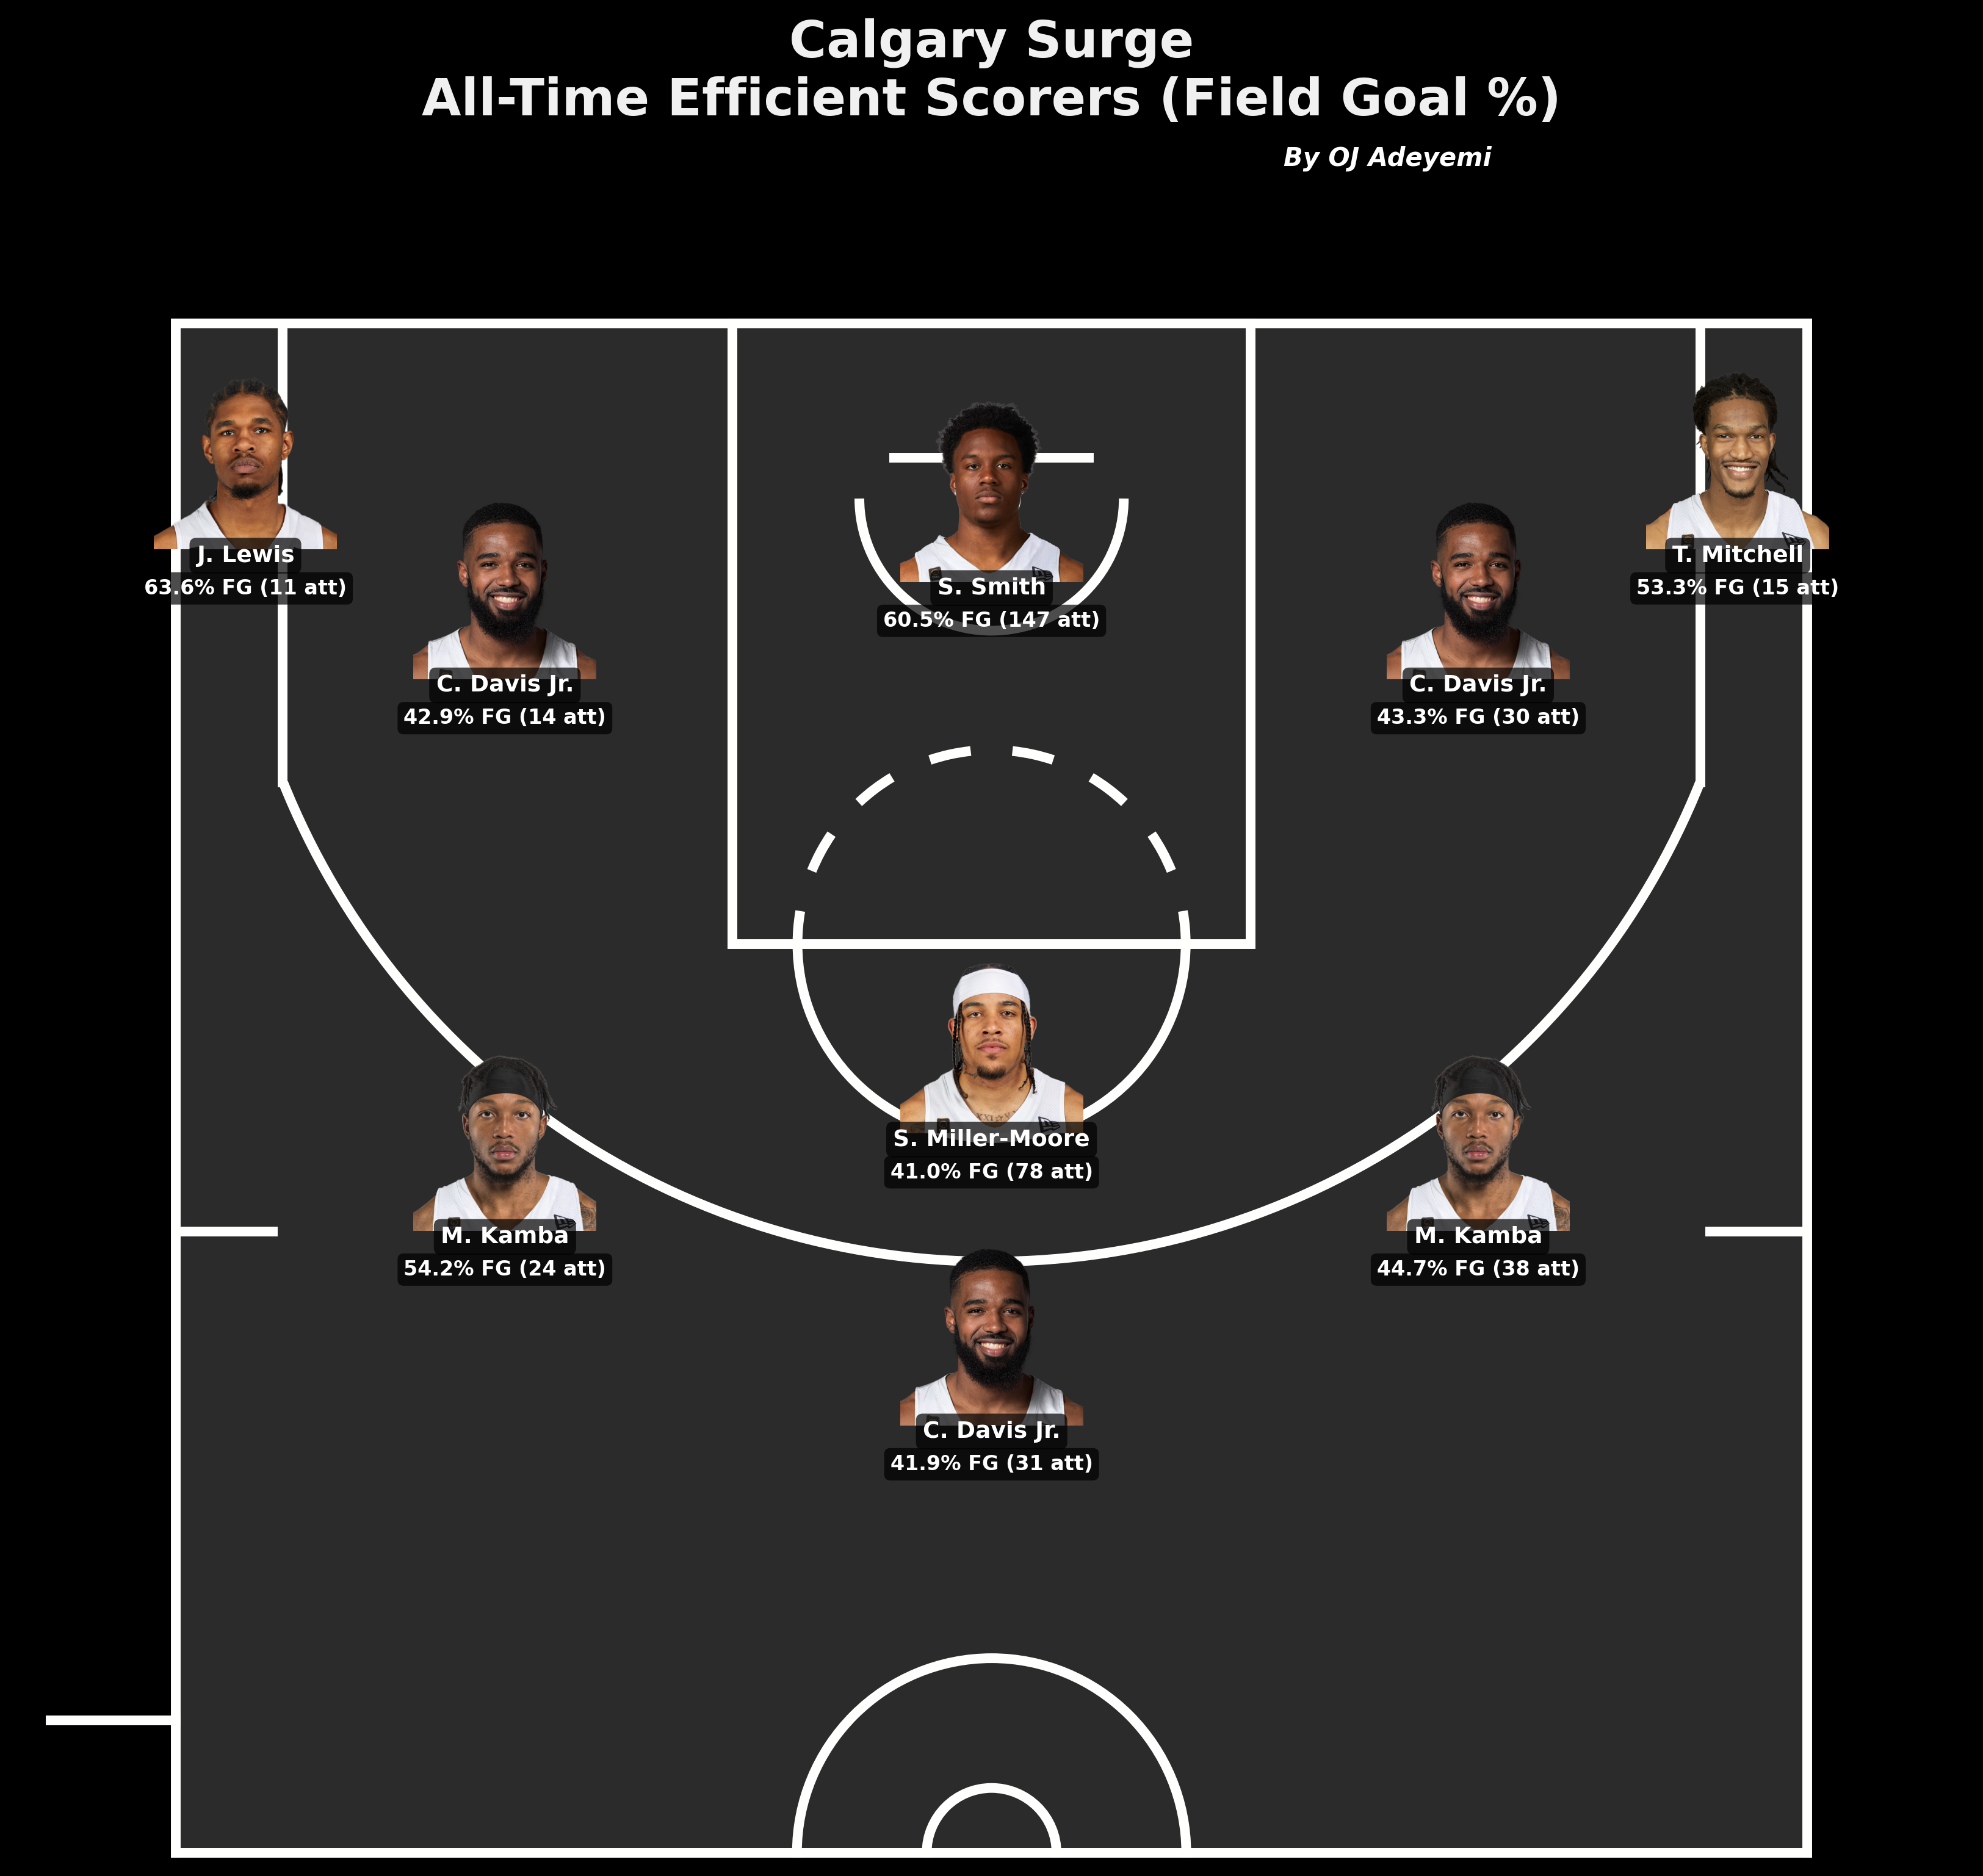 Calgary Surge
All-Time Efficient Scorers (Field Goal %)
By OJ Adeyemi
J. Lewis
63.6% FG (11 att)
T. Mitchell
53.3% FG (15 att)
S. Smith
60.5% FG (147 att)
C. Davis Jr.
42.9% FG (14 att)
C. Davis Jr.
43.3% FG (30 att)
S. Miller-Moore
41.0% FG (78 att)
M. Kamba
54.2% FG (24 att)
M. Kamba
44.7% FG (38 att)
C. Davis Jr.
41.9% FG (31 att)